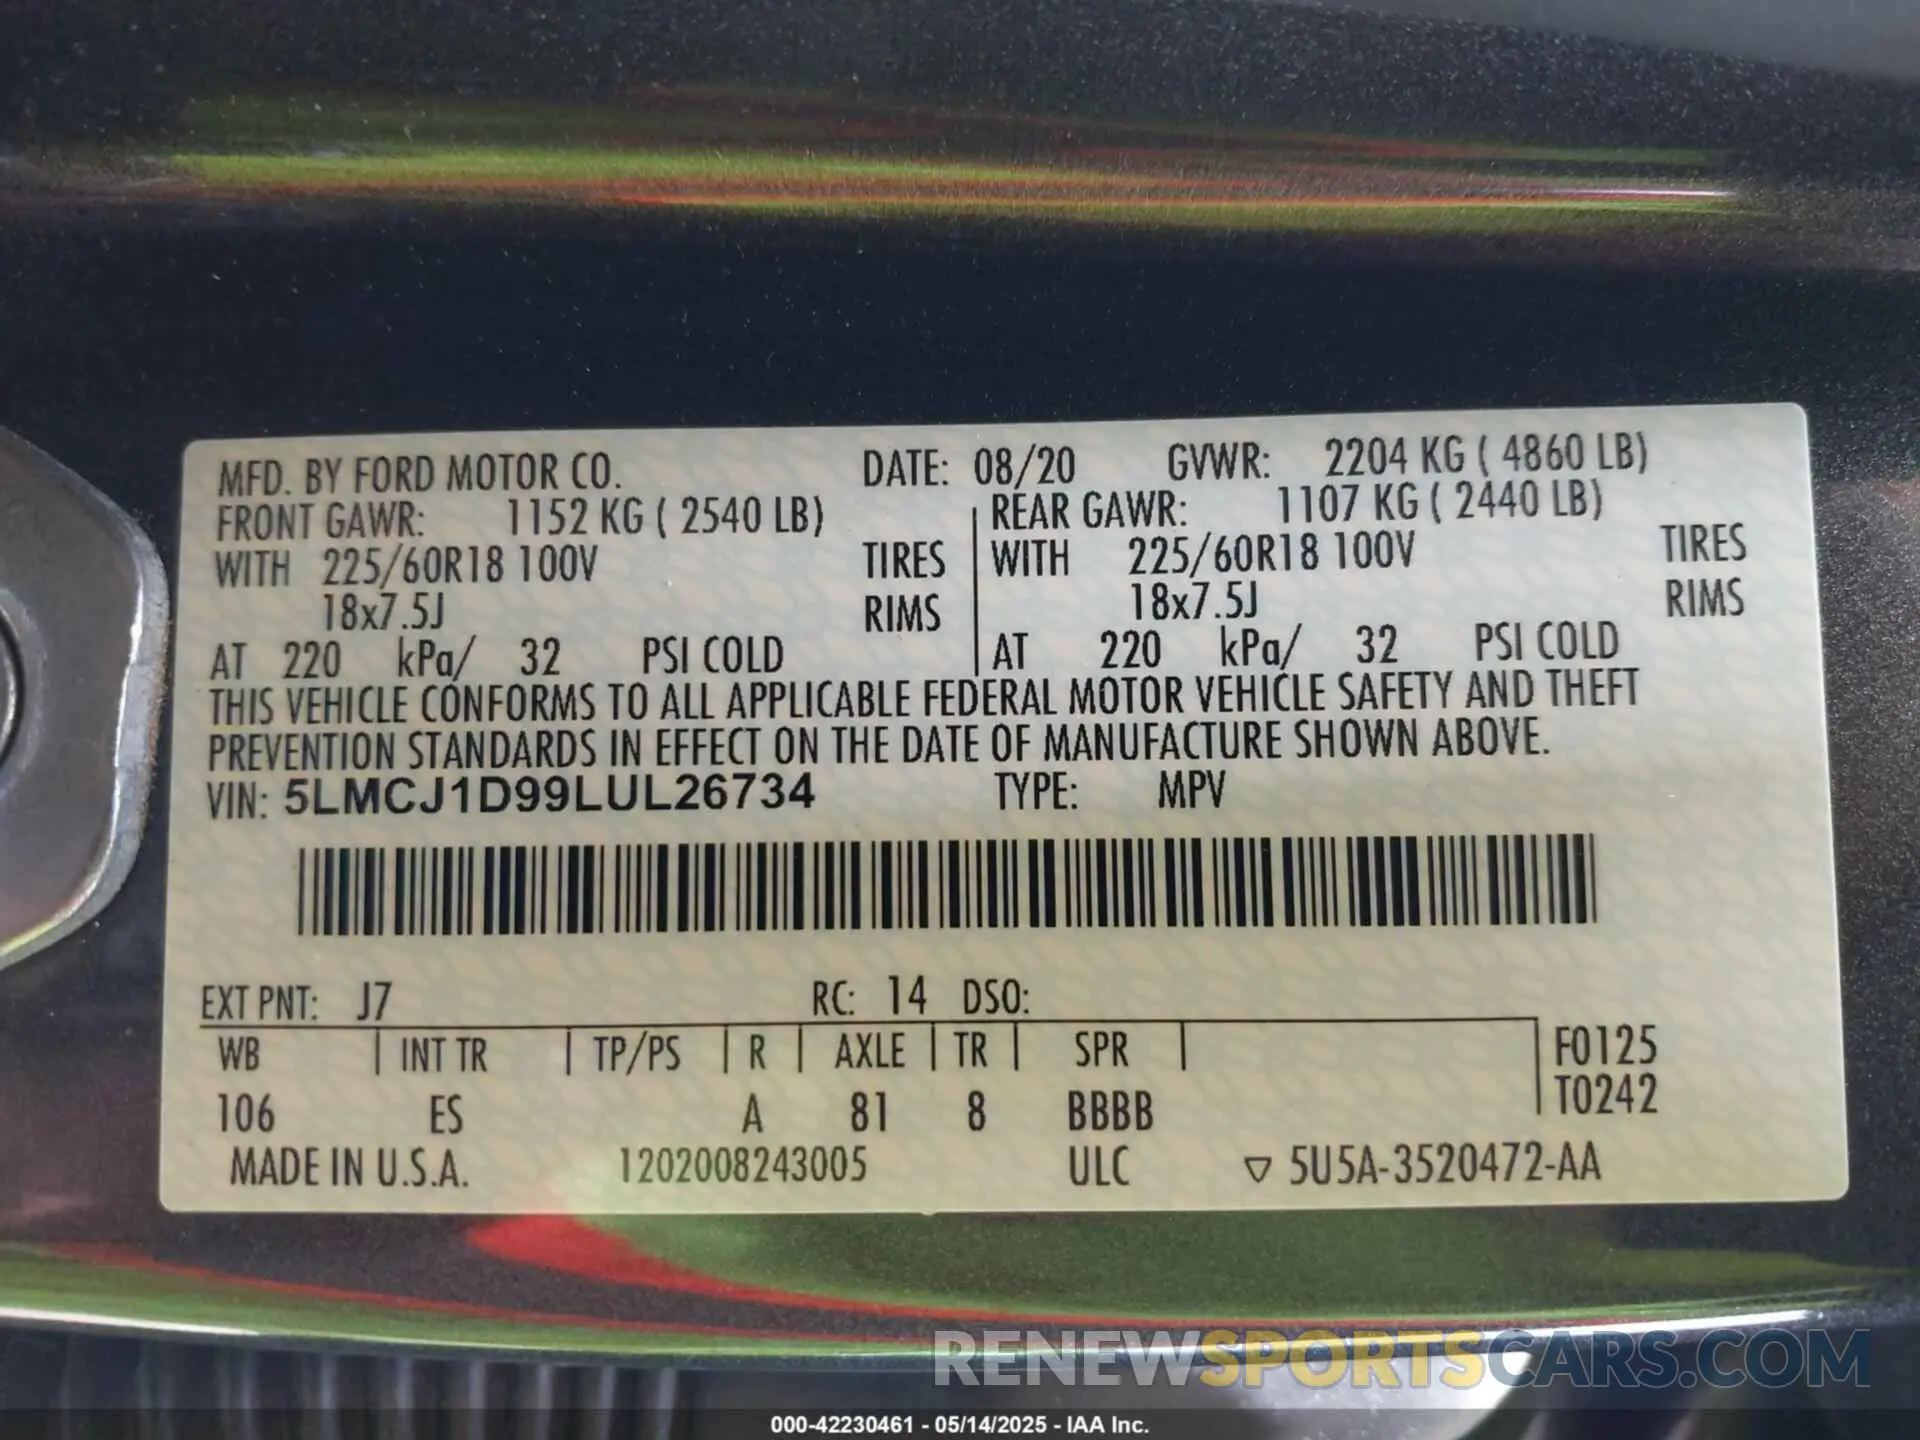 MFD. BY FORD MOTOR CO. DATE: 08/20 GVWR: 2204 KG ( 4860 LB)
FRONT GAWR: 1152 KG ( 2540 LB) REAR GAWR: 1107 KG ( 2440 LB)
WITH 225/60R18 100V TIRES WITH 225/60R18 100V TIRES
18x7.5J RIMS 18x7.5J RIMS
AT 220 kPa/ 32 PSI COLD AT 220 kPa/ 32 PSI COLD
THIS VEHICLE CONFORMS TO ALL APPLICABLE FEDERAL MOTOR VEHICLE SAFETY AND THEFT
PREVENTION STANDARDS IN EFFECT ON THE DATE OF MANUFACTURE SHOWN ABOVE.
VIN: 5LMCJ1D99LUL26734 TYPE: MPV
EXT PNT: J7 RC: 14 DSO:
WB | INT TR | TP/PS | R | AXLE | TR | SPR | F0125
T0242
106 ES A 81 8 BBBB
MADE IN U.S.A. 1202008243005 ULC ▽ 5U5A-3520472-AA
RENEWSPORTSCARS.COM
000-42230461 - 05/14/2025 - IAA Inc.